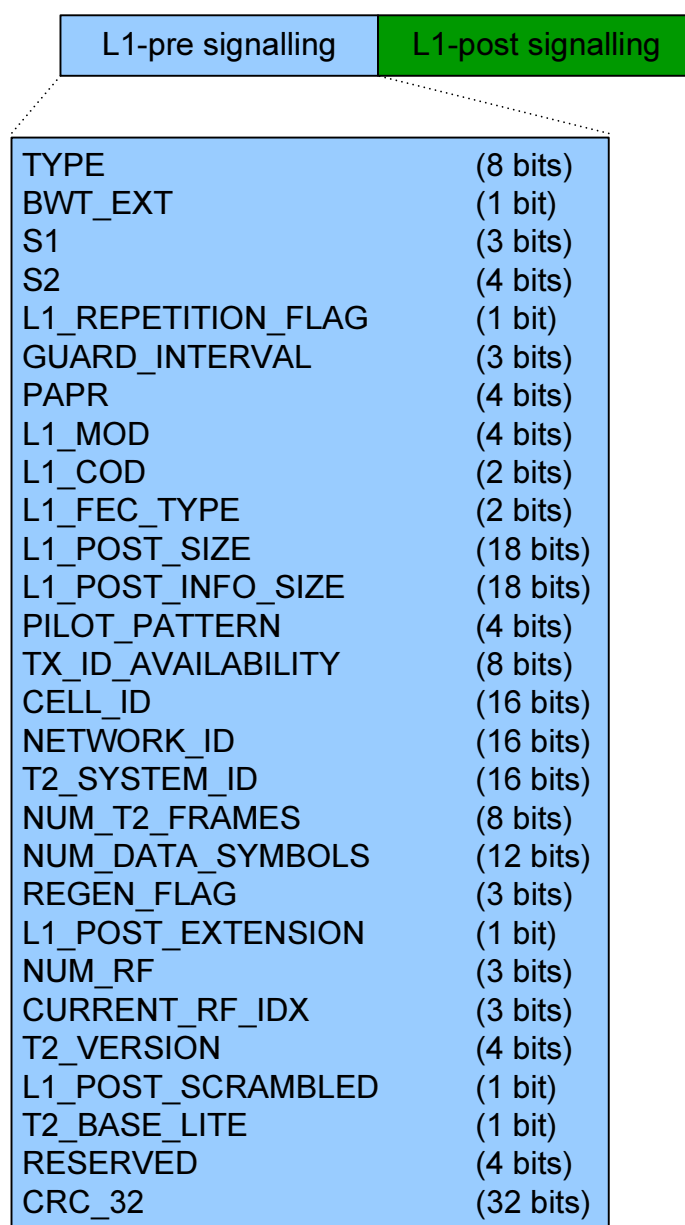 L1-pre signalling L1-post signalling
TYPE (8 bits)
BWT_EXT (1 bit)
S1 (3 bits)
S2 (4 bits)
L1_REPETITION_FLAG (1 bit)
GUARD_INTERVAL (3 bits)
PAPR (4 bits)
L1_MOD (4 bits)
L1_COD (2 bits)
L1_FEC_TYPE (2 bits)
L1_POST_SIZE (18 bits)
L1_POST_INFO_SIZE (18 bits)
PILOT_PATTERN (4 bits)
TX_ID_AVAILABILITY (8 bits)
CELL_ID (16 bits)
NETWORK_ID (16 bits)
T2_SYSTEM_ID (16 bits)
NUM_T2_FRAMES (8 bits)
NUM_DATA_SYMBOLS (12 bits)
REGEN_FLAG (3 bits)
L1_POST_EXTENSION (1 bit)
NUM_RF (3 bits)
CURRENT_RF_IDX (3 bits)
T2_VERSION (4 bits)
L1_POST_SCRAMBLED (1 bit)
T2_BASE_LITE (1 bit)
RESERVED (4 bits)
CRC_32 (32 bits)